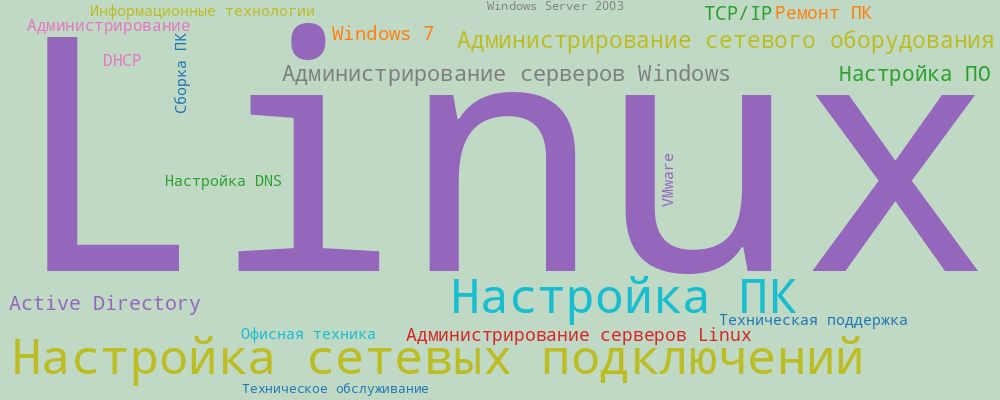 Windows Server 2003
Информационные технологии
TCP/IP
Ремонт ПК
Администрирование
Windows 7
Администрирование сетевого оборудования
DHCP
Сборка ПК
Администрирование серверов Windows
Настройка ПО
Linux
Настройка DNS
VMware
Active Directory
Настройка ПК
Техническая поддержка
Офисная техника
Администрирование серверов Linux
Настройка сетевых подключений
Техническое обслуживание